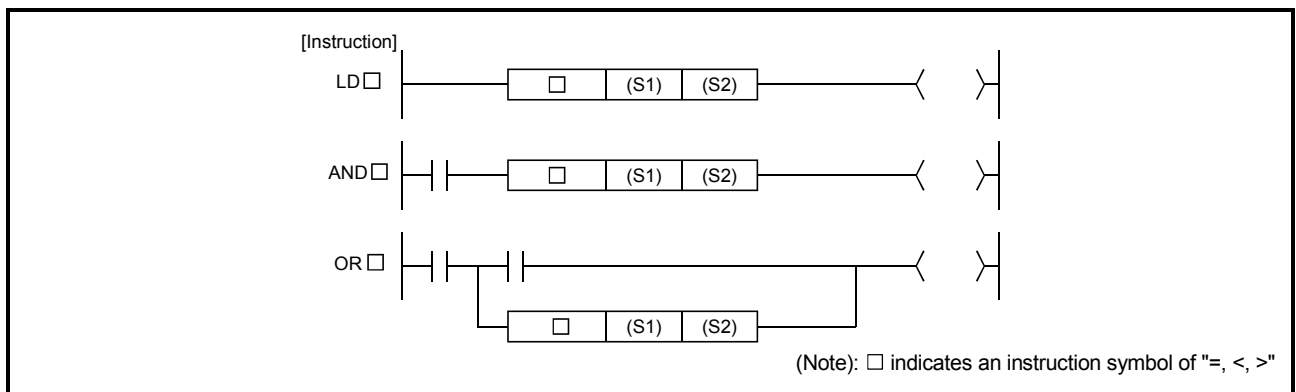 [Instruction]
LD□
□ (S1) (S2)
AND□
□ (S1) (S2)
OR□
□ (S1) (S2)
(Note): □ indicates an instruction symbol of "=, <, >"